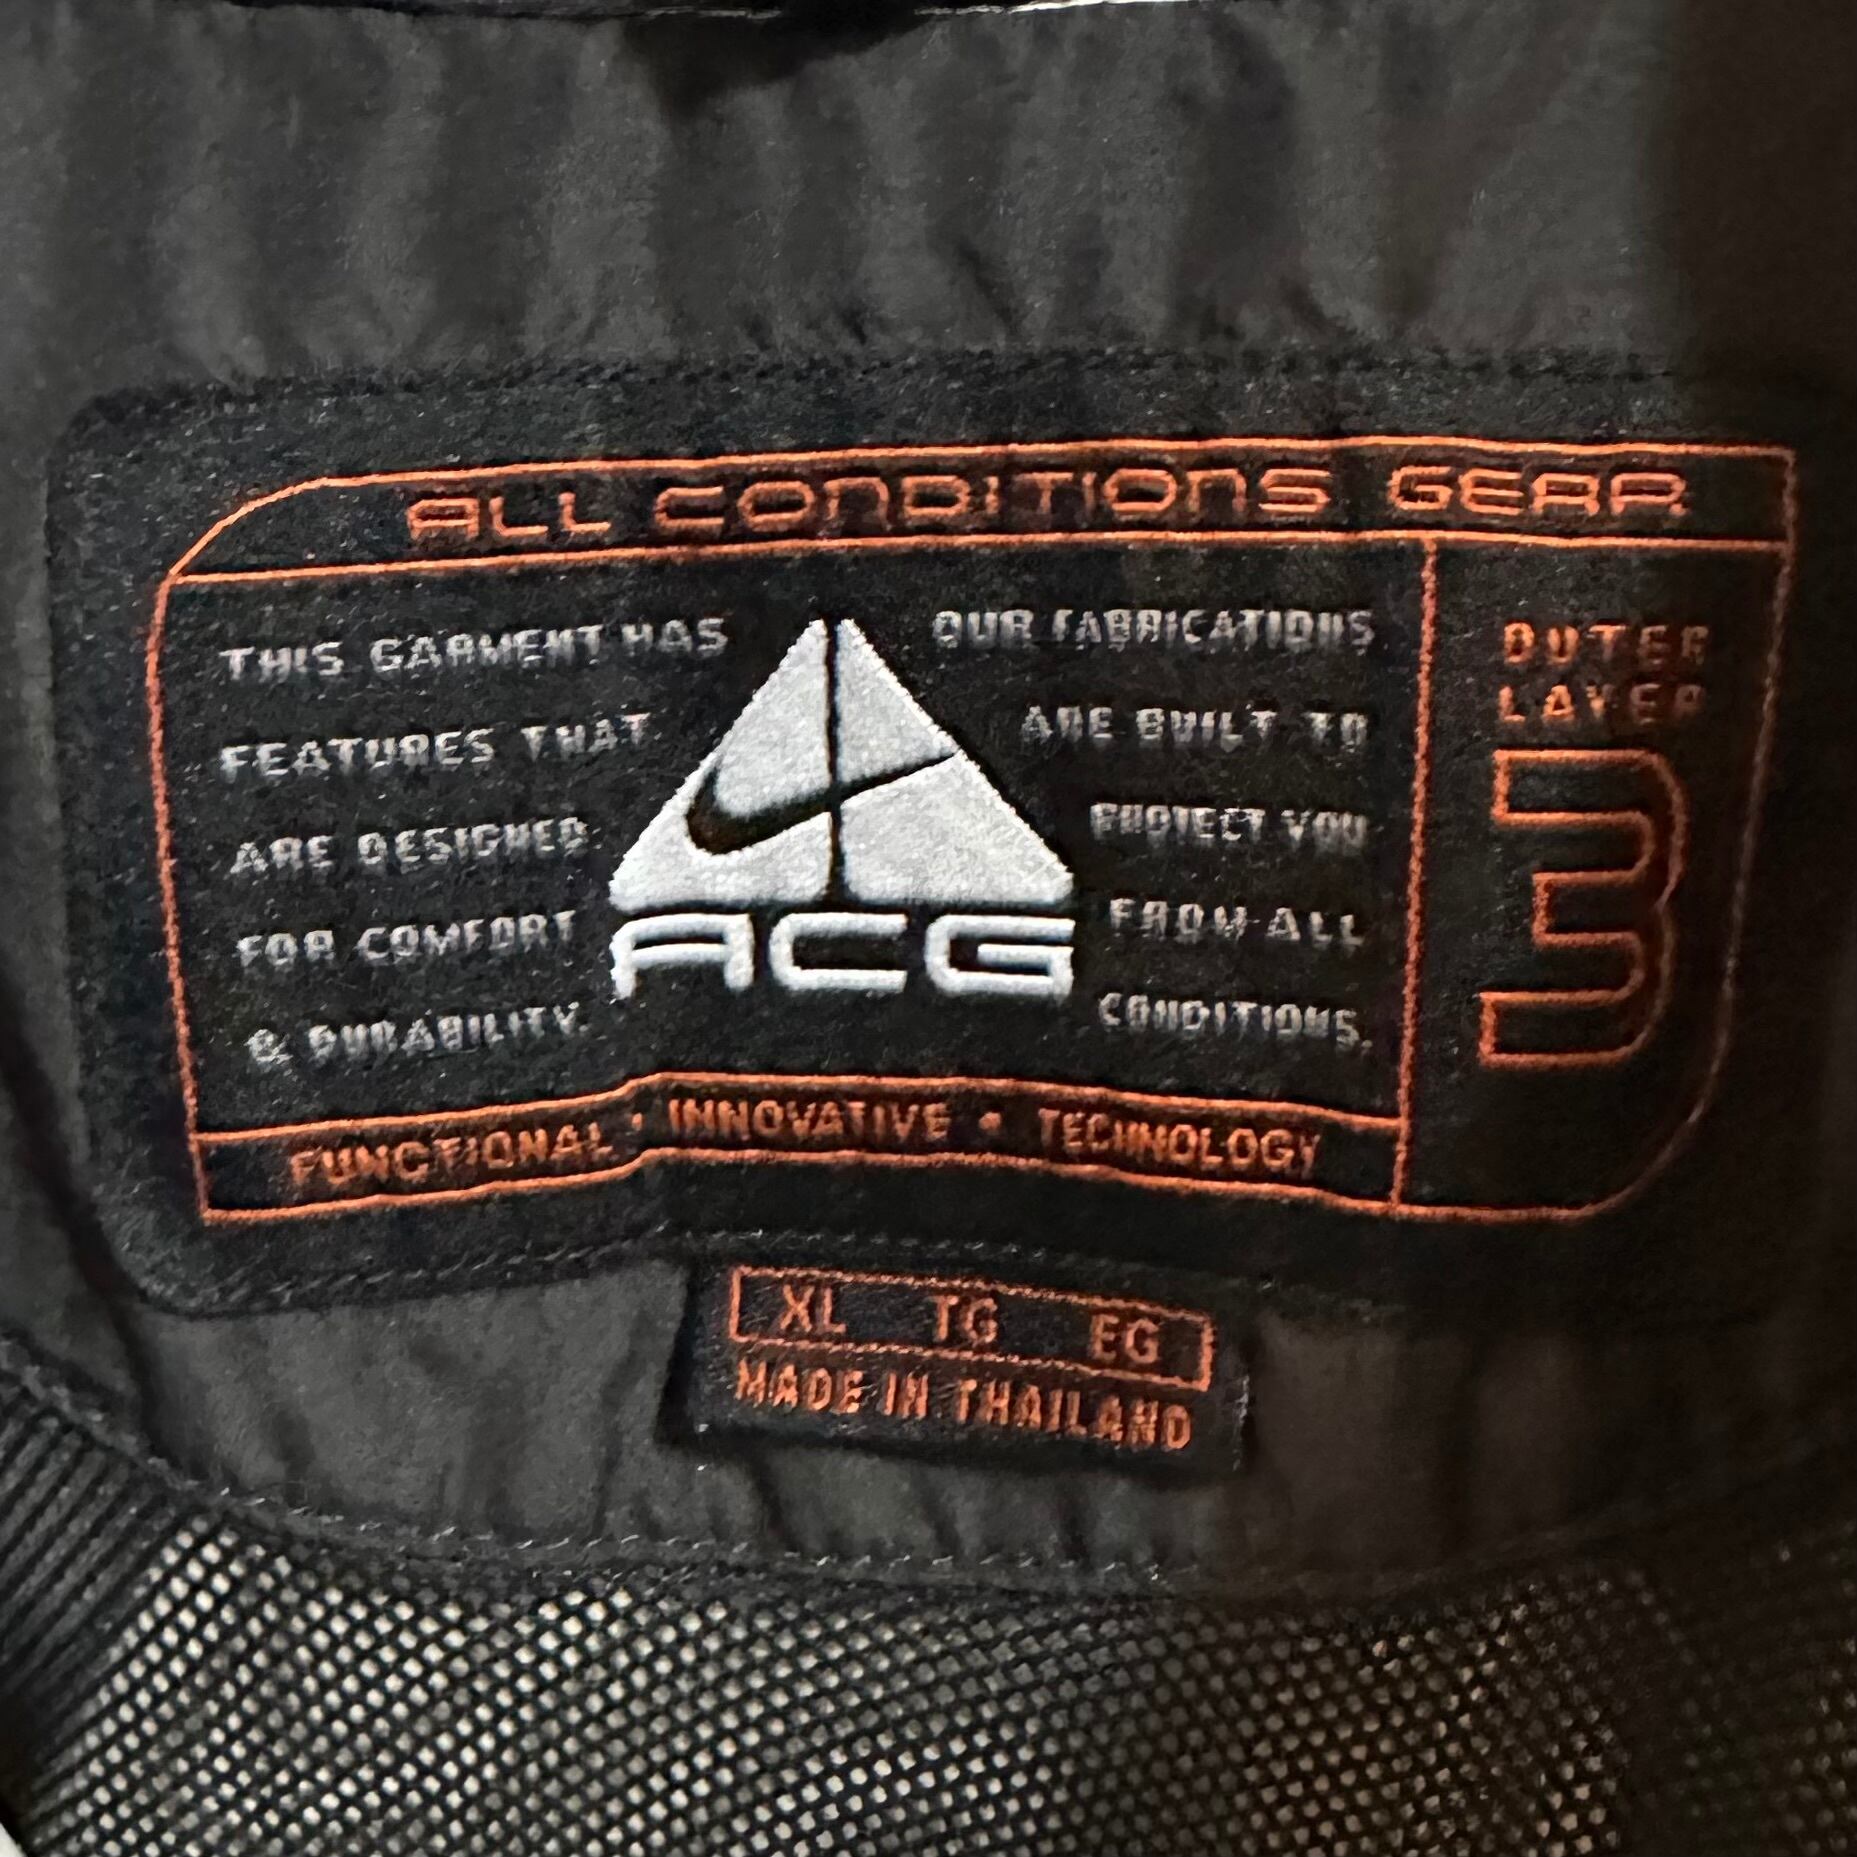 ALL CONDITIONS GEAR
THIS GARMENT HAS
FEATURES THAT
ARE DESIGNED
FOR COMFORT
& DURABILITY.
ACG
OUR FABRICATIONS
ARE BUILT TO
PROTECT YOU
FROM ALL
CONDITIONS.
OUTER
LAYER
3
FUNCTIONAL • INNOVATIVE • TECHNOLOGY
XL TG EG
MADE IN THAILAND